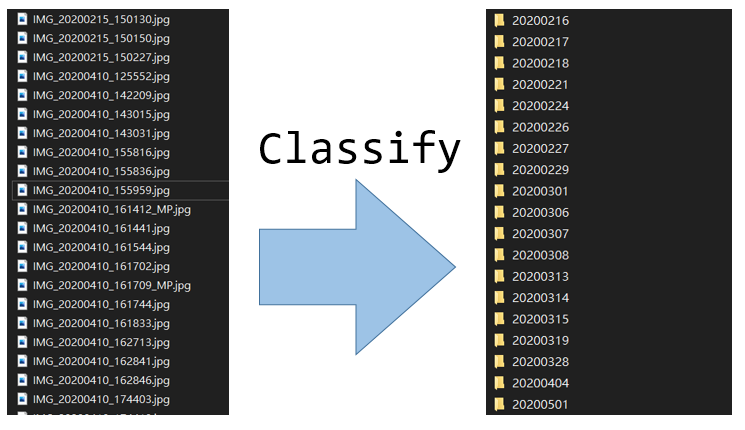 IMG_20200215_150130.jpg
IMG_20200215_150150.jpg
IMG_20200215_150227.jpg
IMG_20200410_125552.jpg
IMG_20200410_142209.jpg
IMG_20200410_143015.jpg
IMG_20200410_143031.jpg
IMG_20200410_155816.jpg
IMG_20200410_155836.jpg
IMG_20200410_155959.jpg
IMG_20200410_161412_MP.jpg
IMG_20200410_161441.jpg
IMG_20200410_161544.jpg
IMG_20200410_161702.jpg
IMG_20200410_161709_MP.jpg
IMG_20200410_161744.jpg
IMG_20200410_161833.jpg
IMG_20200410_162713.jpg
IMG_20200410_162841.jpg
IMG_20200410_162846.jpg
IMG_20200410_174403.jpg
Classify
20200216
20200217
20200218
20200221
20200224
20200226
20200227
20200229
20200301
20200306
20200307
20200308
20200313
20200314
20200315
20200319
20200328
20200404
20200501